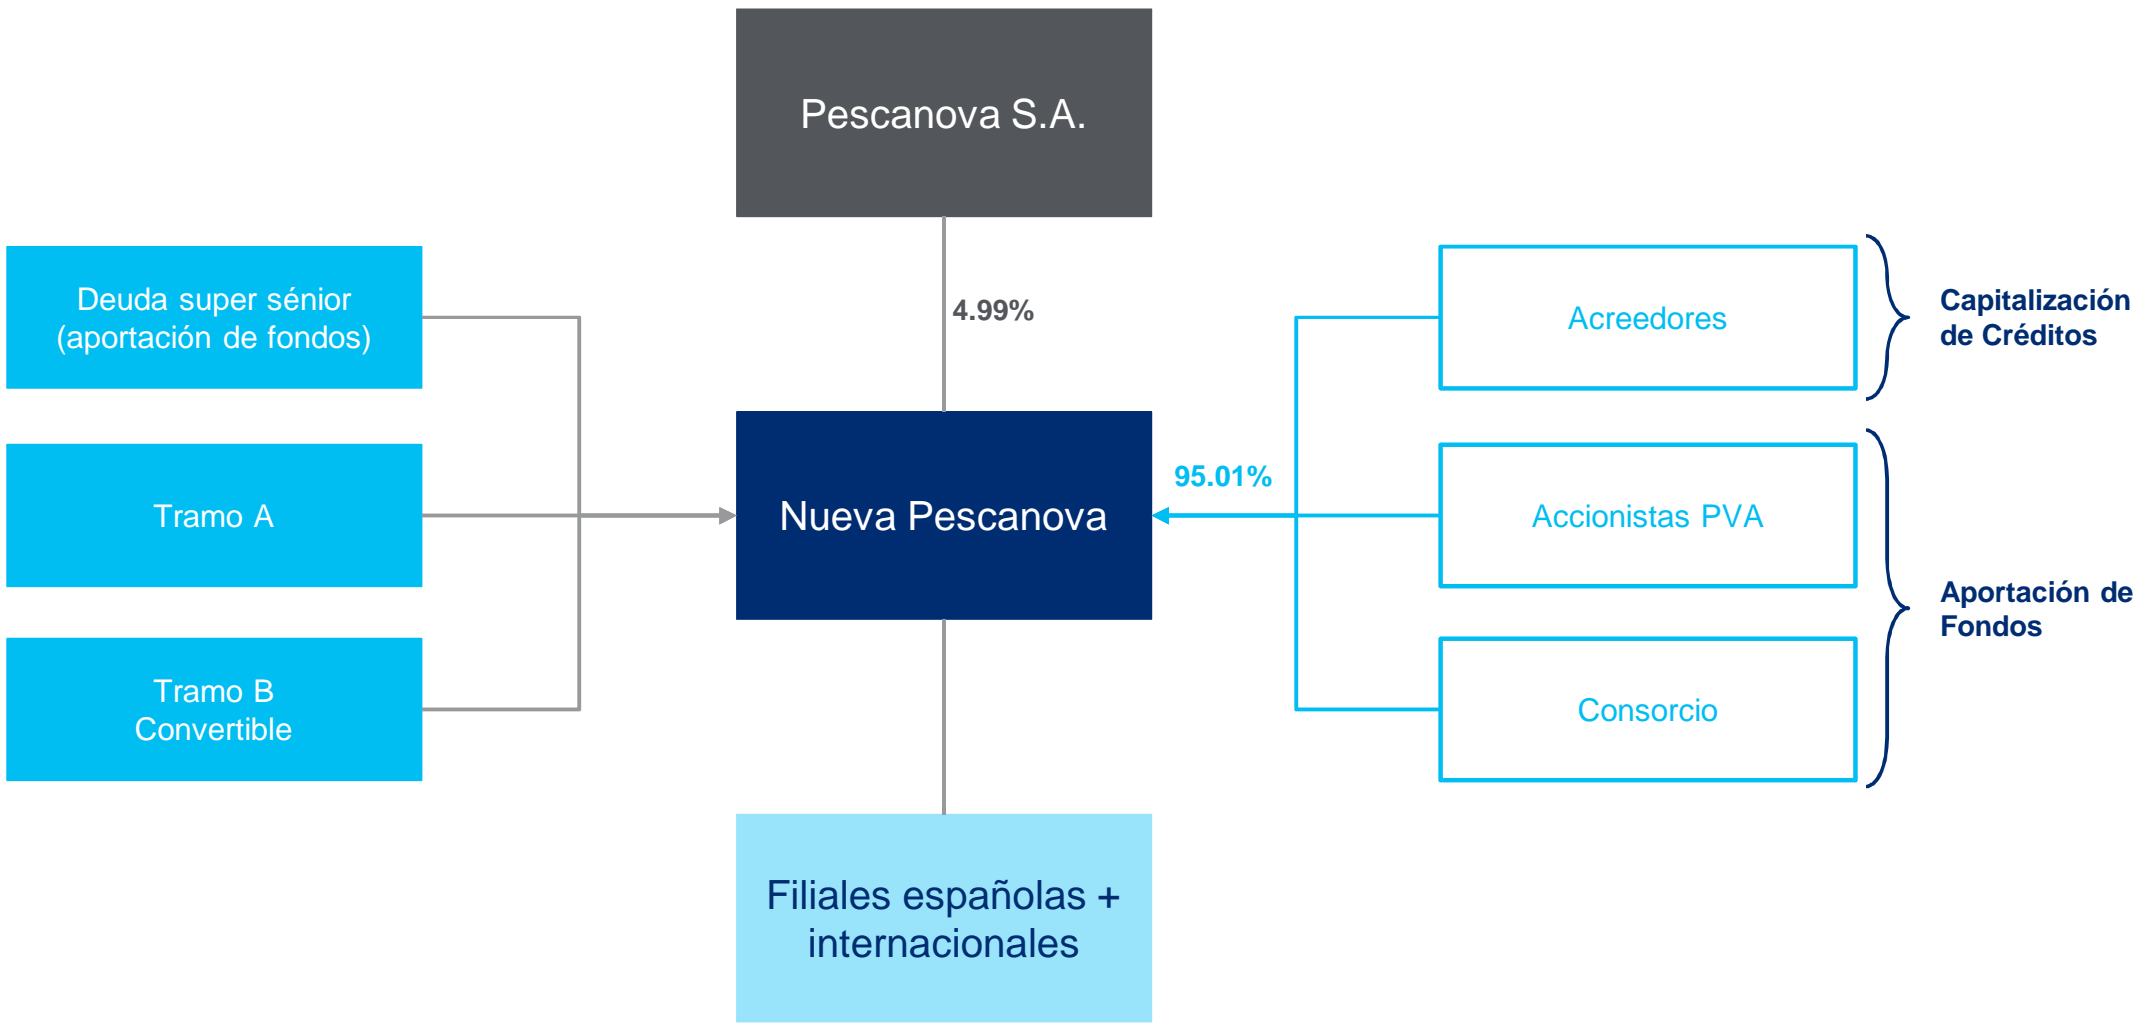 Pescanova S.A.
4.99%
Deuda super sénior
(aportación de fondos)
Tramo A
Tramo B
Convertible
Nueva Pescanova
95.01%
Acreedores
Accionistas PVA
Consorcio
Capitalización
de Créditos
Aportación de
Fondos
Filiales españolas +
internacionales